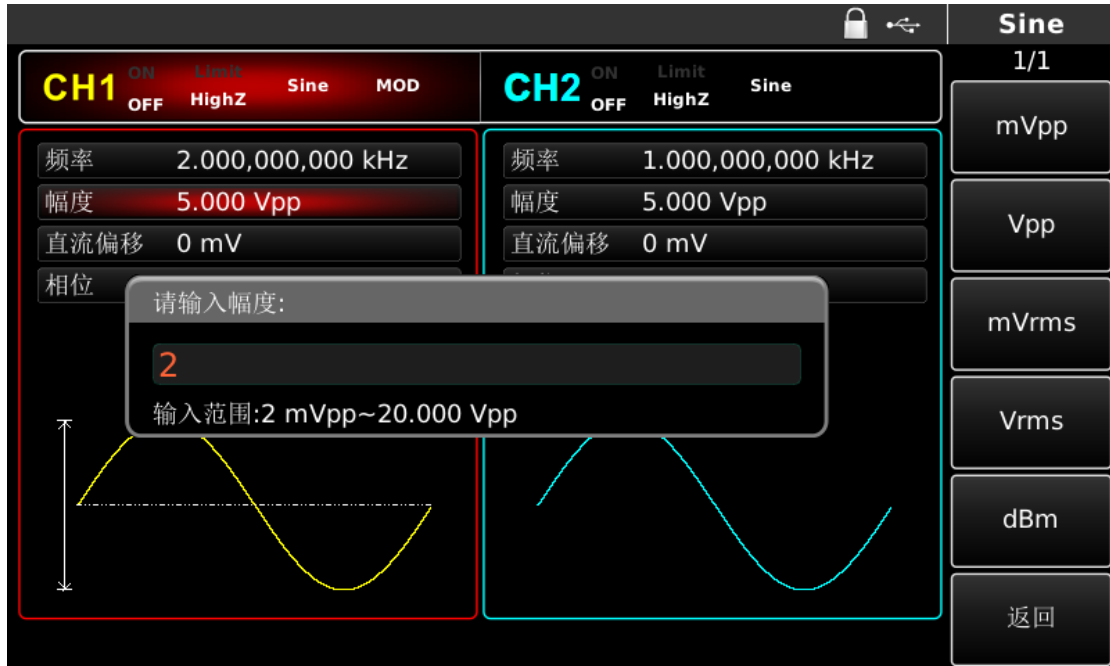 Sine
1/1
CH1 ON OFF Limit HighZ Sine MOD
CH2 ON OFF Limit HighZ Sine
频率 2.000,000,000 kHz
幅度 5.000 Vpp
直流偏移 0 mV
相位
频率 1.000,000,000 kHz
幅度 5.000 Vpp
直流偏移 0 mV
请输入幅度:
2
输入范围:2 mVpp~20.000 Vpp
mVpp
Vpp
mVrms
Vrms
dBm
返回